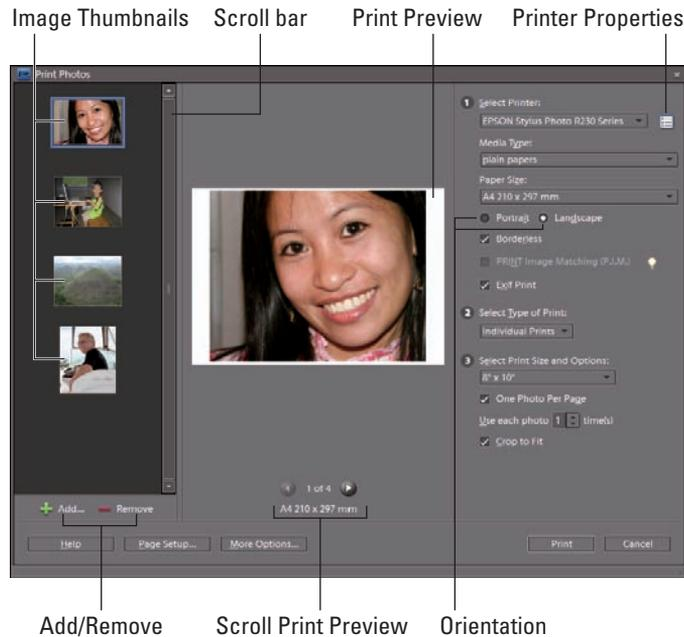 Image Thumbnails
Scroll bar
Print Preview
Printer Properties
Print Photos
1 Select Printer:
EPSON Stylus Photo R230 Series
Media Type:
plain papers
Paper Size:
A4 210 x 297 mm
Portrait Landscape
Borderless
PRINT Image Matching (P.I.M.)
Exif Print
2 Select Type of Print:
Individual Prints
3 Select Print Size and Options:
8" x 10"
One Photo Per Page
Use each photo 1 time(s)
Crop to Fit
1 of 4
A4 210 x 297 mm
Add... Remove
Help Page Setup... More Options... Print Cancel
Add/Remove
Scroll Print Preview
Orientation